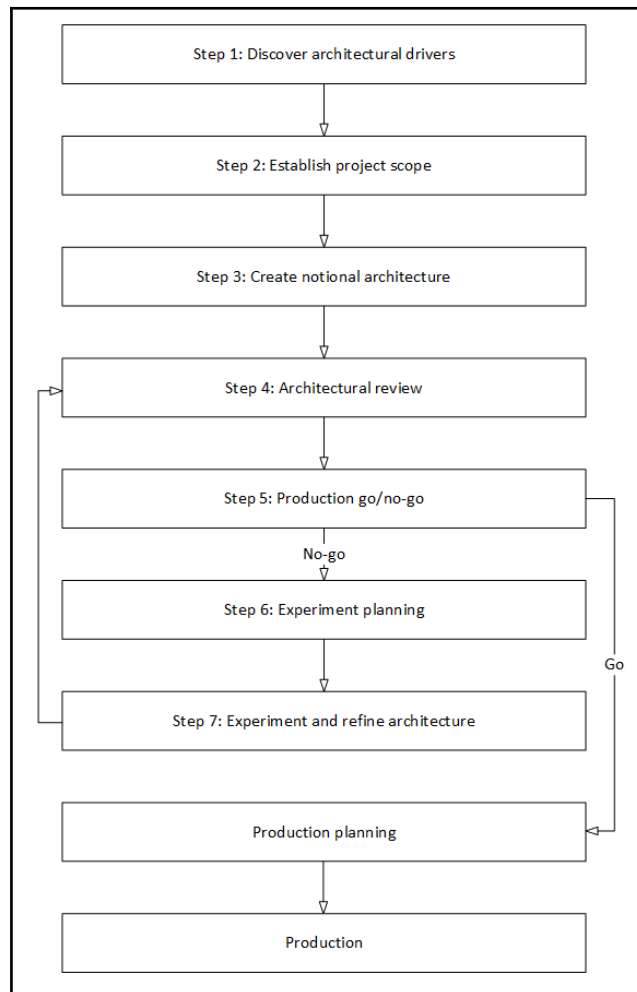 Step 1: Discover architectural drivers
Step 2: Establish project scope
Step 3: Create notional architecture
Step 4: Architectural review
Step 5: Production go/no-go
No-go
Step 6: Experiment planning
Go
Step 7: Experiment and refine architecture
Production planning
Production